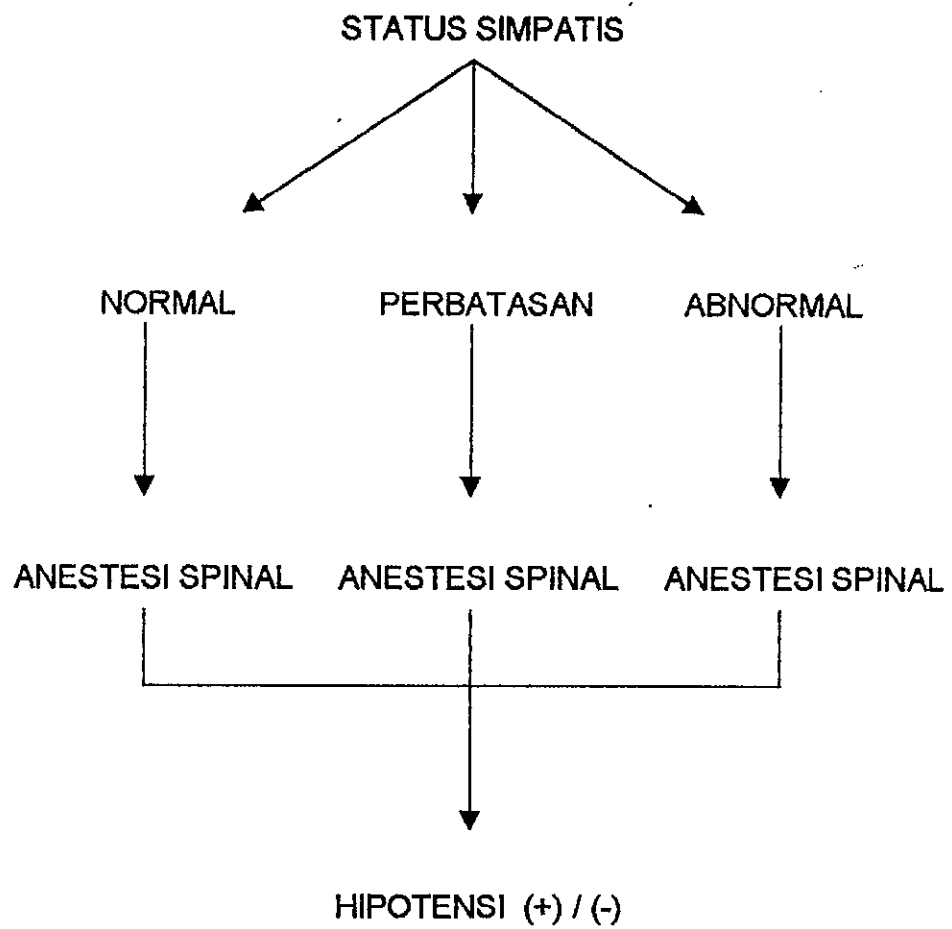 STATUS SIMPATIS
NORMAL PERBATASAN ABNORMAL
ANESTESI SPINAL ANESTESI SPINAL ANESTESI SPINAL
HIPOTENSI (+) / (-)